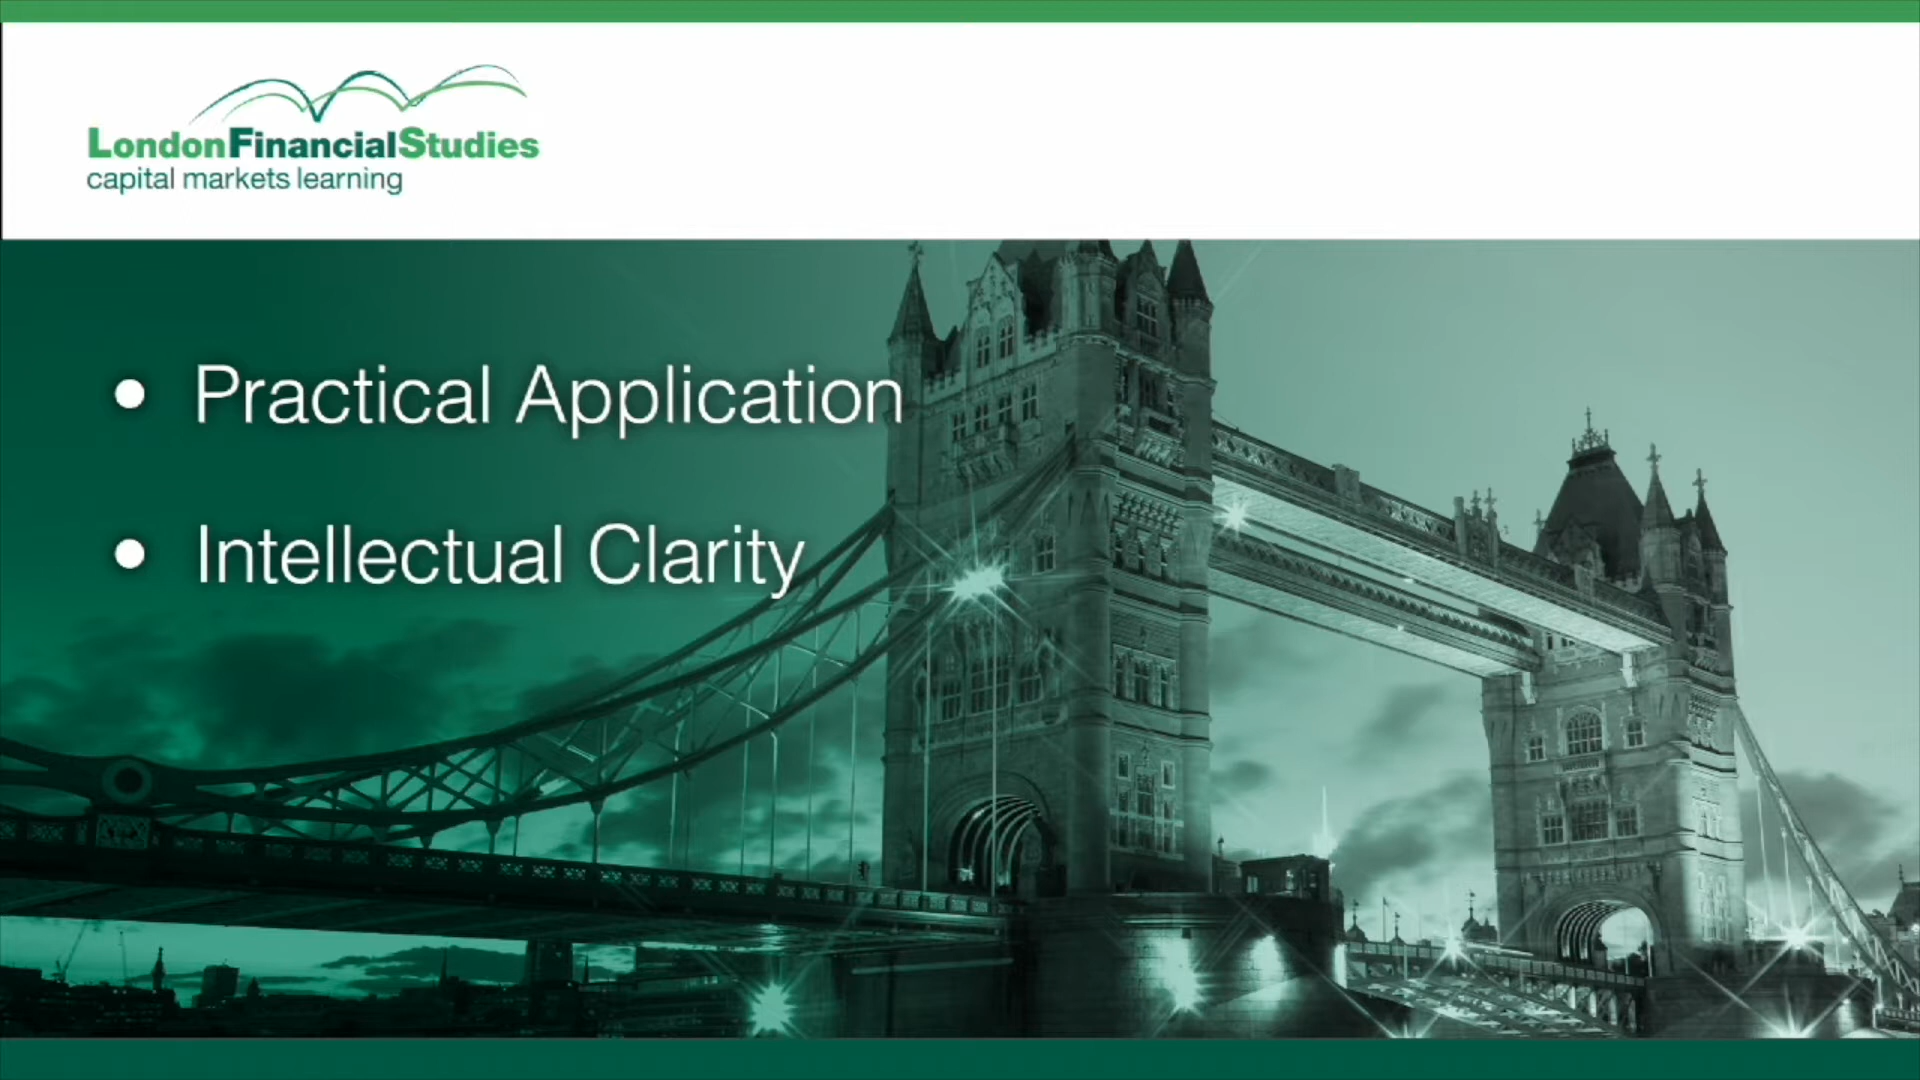 LondonFinancialStudies
capital markets learning
• Practical Application
• Intellectual Clarity